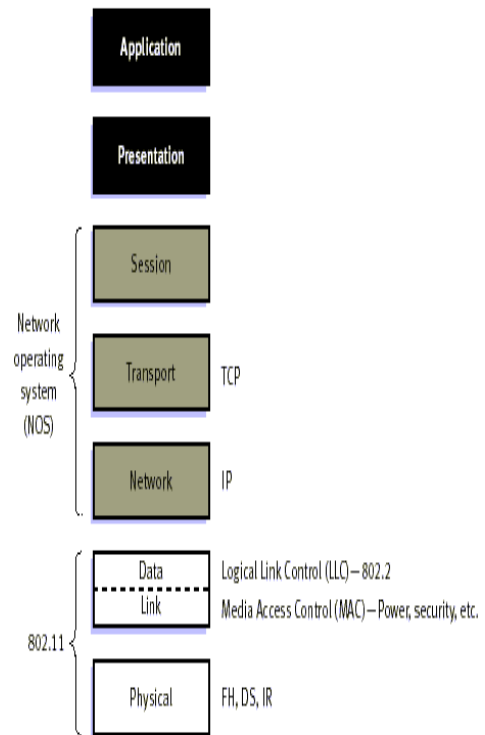 Application
Presentation
Session
Network
operating
system
(NOS)
Transport TCP
Network IP
Data Logical Link Control (LLC)—802.2
Link Media Access Control (MAC)—Power, security, etc.
802.11
Physical FH, DS, IR